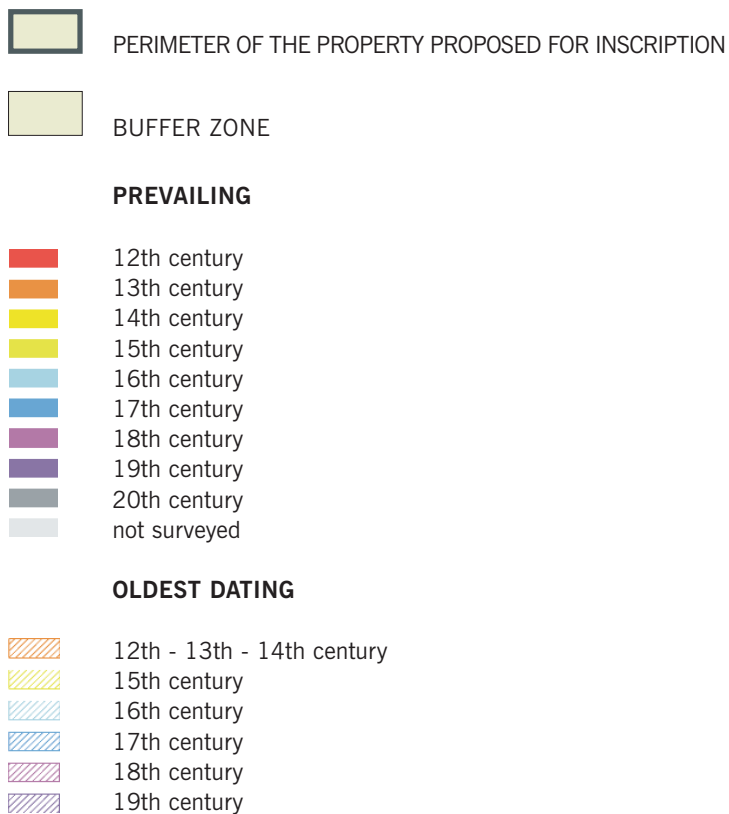 PERIMETER OF THE PROPERTY PROPOSED FOR INSCRIPTION
BUFFER ZONE
PREVAILING
12th century
13th century
14th century
15th century
16th century
17th century
18th century
19th century
20th century
not surveyed
OLDEST DATING
12th - 13th - 14th century
15th century
16th century
17th century
18th century
19th century